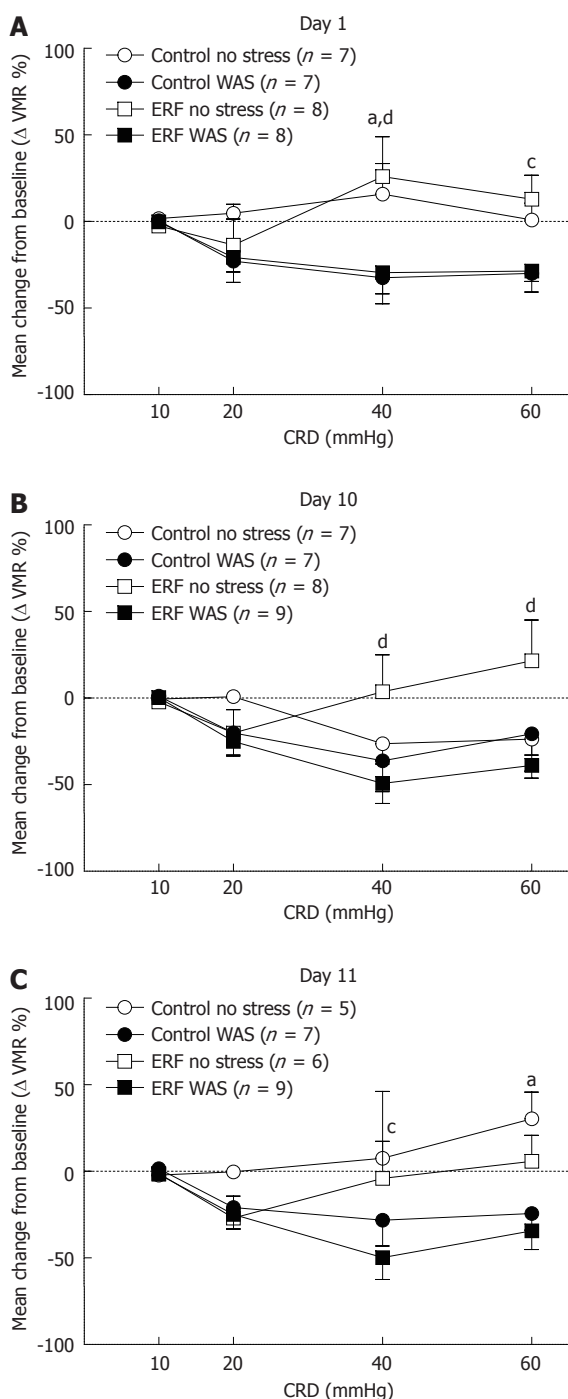 A
Day 1
Control no stress (n = 7)
Control WAS (n = 7)
ERF no stress (n = 8)
ERF WAS (n = 8)
Mean change from baseline (Δ VMR %)
100
50
0
-50
-100
a,d
c
10 20 40 60
CRD (mmHg)
B
Day 10
Control no stress (n = 7)
Control WAS (n = 7)
ERF no stress (n = 8)
ERF WAS (n = 9)
Mean change from baseline (Δ VMR %)
100
50
0
-50
-100
d
d
10 20 40 60
CRD (mmHg)
C
Day 11
Control no stress (n = 5)
Control WAS (n = 7)
ERF no stress (n = 6)
ERF WAS (n = 9)
Mean change from baseline (Δ VMR %)
100
50
0
-50
-100
c
a
10 20 40 60
CRD (mmHg)